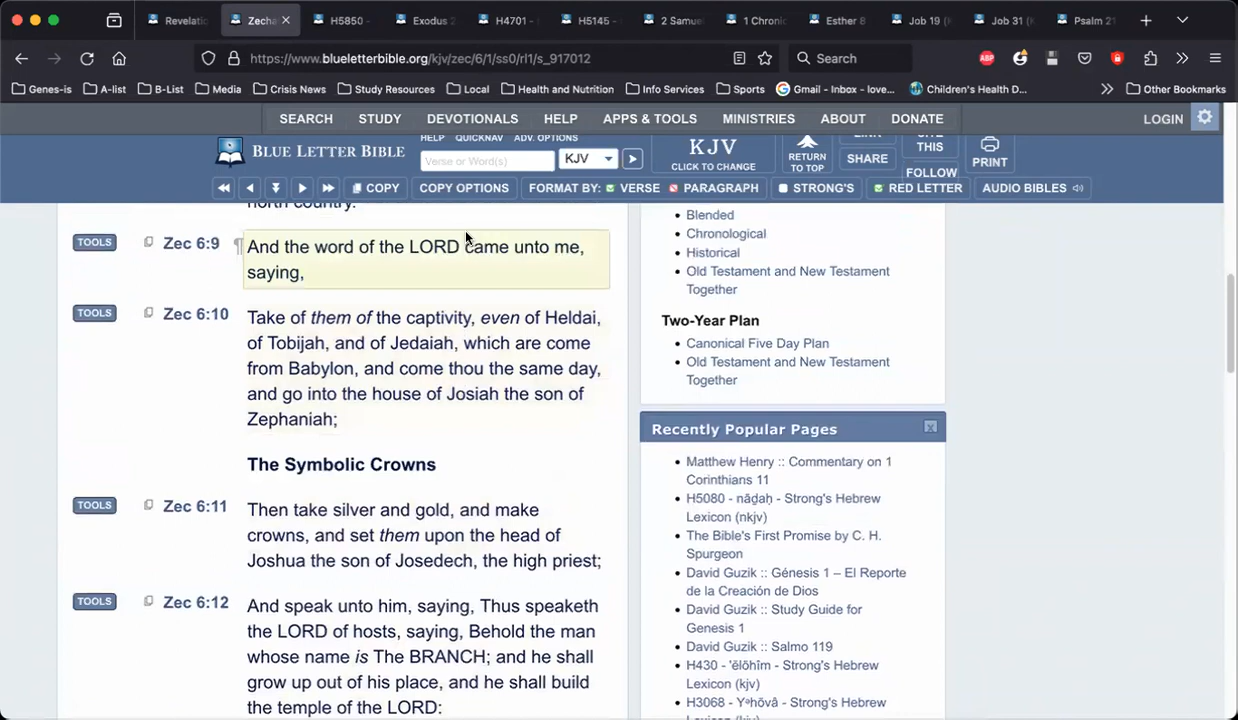 Revelatic
Zecha
H5850 -
Exodus 2
H4701 -
H5145 -
2 Samue
1 Chronic
Esther 8
Job 19 (
Job 31 (
Psalm 21
https://www.blueletterbible.org/kjv/zec/6/1/ss0/rl1/s_917012
Search
Genes-is
A-list
B-List
Media
Crisis News
Study Resources
Local
Health and Nutrition
Info Services
Sports
Gmail - Inbox - love...
Children's Health D...
Other Bookmarks
SEARCH STUDY DEVOTIONALS HELP APPS & TOOLS MINISTRIES ABOUT DONATE LOGIN
BLUE LETTER BIBLE
HELP QUICKNAV ADV. OPTIONS
Verse or Word(s)
KJV
KJV
CLICK TO CHANGE
RETURN
TO TOP
LINK
SHARE
CITE
THIS
FOLLOW
PRINT
COPY COPY OPTIONS FORMAT BY: VERSE PARAGRAPH STRONG'S RED LETTER AUDIO BIBLES
north country.
TOOLS Zec 6:9 ¶ And the word of the LORD came unto me,
saying,
TOOLS Zec 6:10 Take of them of the captivity, even of Heldai,
of Tobijah, and of Jedaiah, which are come
from Babylon, and come thou the same day,
and go into the house of Josiah the son of
Zephaniah;
The Symbolic Crowns
TOOLS Zec 6:11 Then take silver and gold, and make
crowns, and set them upon the head of
Joshua the son of Josedech, the high priest;
TOOLS Zec 6:12 And speak unto him, saying, Thus speaketh
the LORD of hosts, saying, Behold the man
whose name is The BRANCH; and he shall
grow up out of his place, and he shall build
the temple of the LORD:
Blended
Chronological
Historical
Old Testament and New Testament
Together
Two-Year Plan
Canonical Five Day Plan
Old Testament and New Testament
Together
Recently Popular Pages
Matthew Henry :: Commentary on 1
Corinthians 11
H5080 - nāḏaḥ - Strong's Hebrew
Lexicon (nkjv)
The Bible's First Promise by C. H.
Spurgeon
David Guzik :: Génesis 1 – El Reporte
de la Creación de Dios
David Guzik :: Study Guide for
Genesis 1
David Guzik :: Salmo 119
H430 - 'ĕlōhîm - Strong's Hebrew
Lexicon (kjv)
H3068 - Yᵊhōvâ - Strong's Hebrew